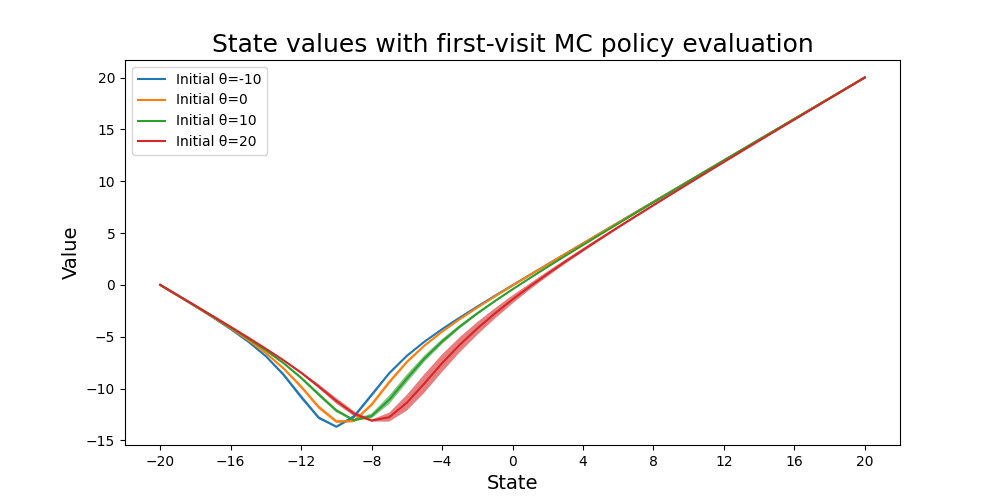 State values with first-visit MC policy evaluation
Initial θ=-10
Initial θ=0
Initial θ=10
Initial θ=20
20
15
10
5
0
−5
−10
−15
Value
−20 −16 −12 −8 −4 0 4 8 12 16 20
State